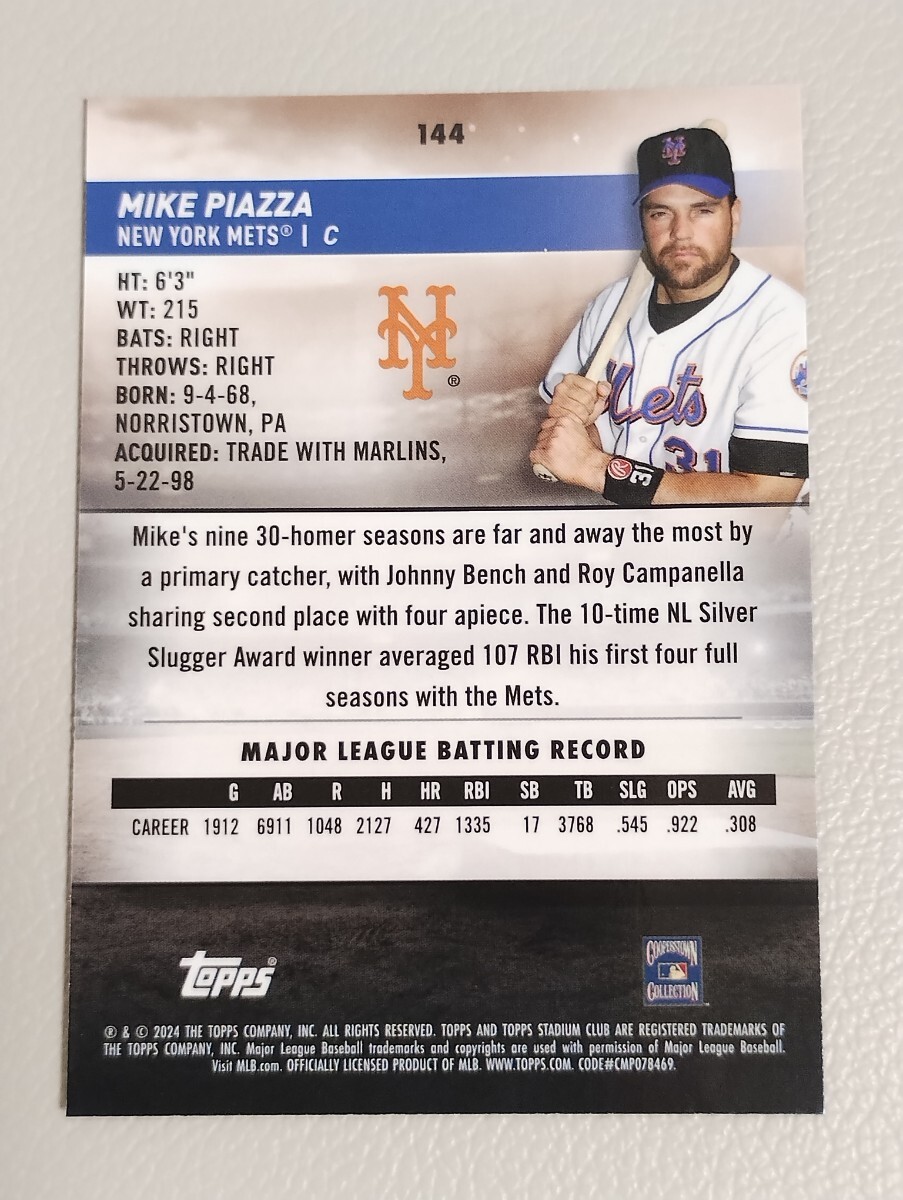 144
MIKE PIAZZA
NEW YORK METS® | C
HT: 6'3"
WT: 215
BATS: RIGHT
THROWS: RIGHT
BORN: 9-4-68,
NORRISTOWN, PA
ACQUIRED: TRADE WITH MARLINS,
5-22-98
NY
NY®
Mets
31
R 31
Mike's nine 30-homer seasons are far and away the most by
a primary catcher, with Johnny Bench and Roy Campanella
sharing second place with four apiece. The 10-time NL Silver
Slugger Award winner averaged 107 RBI his first four full
seasons with the Mets.
MAJOR LEAGUE BATTING RECORD
G AB R H HR RBI SB TB SLG OPS AVG
CAREER 1912 6911 1048 2127 427 1335 17 3768 .545 .922 .308
topps®
COOPERSTOWN
COLLECTION™
® & © 2024 THE TOPPS COMPANY, INC. ALL RIGHTS RESERVED. TOPPS AND TOPPS STADIUM CLUB ARE REGISTERED TRADEMARKS OF
THE TOPPS COMPANY, INC. Major League Baseball trademarks and copyrights are used with permission of Major League Baseball.
Visit MLB.com. OFFICIALLY LICENSED PRODUCT OF MLB. WWW.TOPPS.COM. CODE#CMP078469.